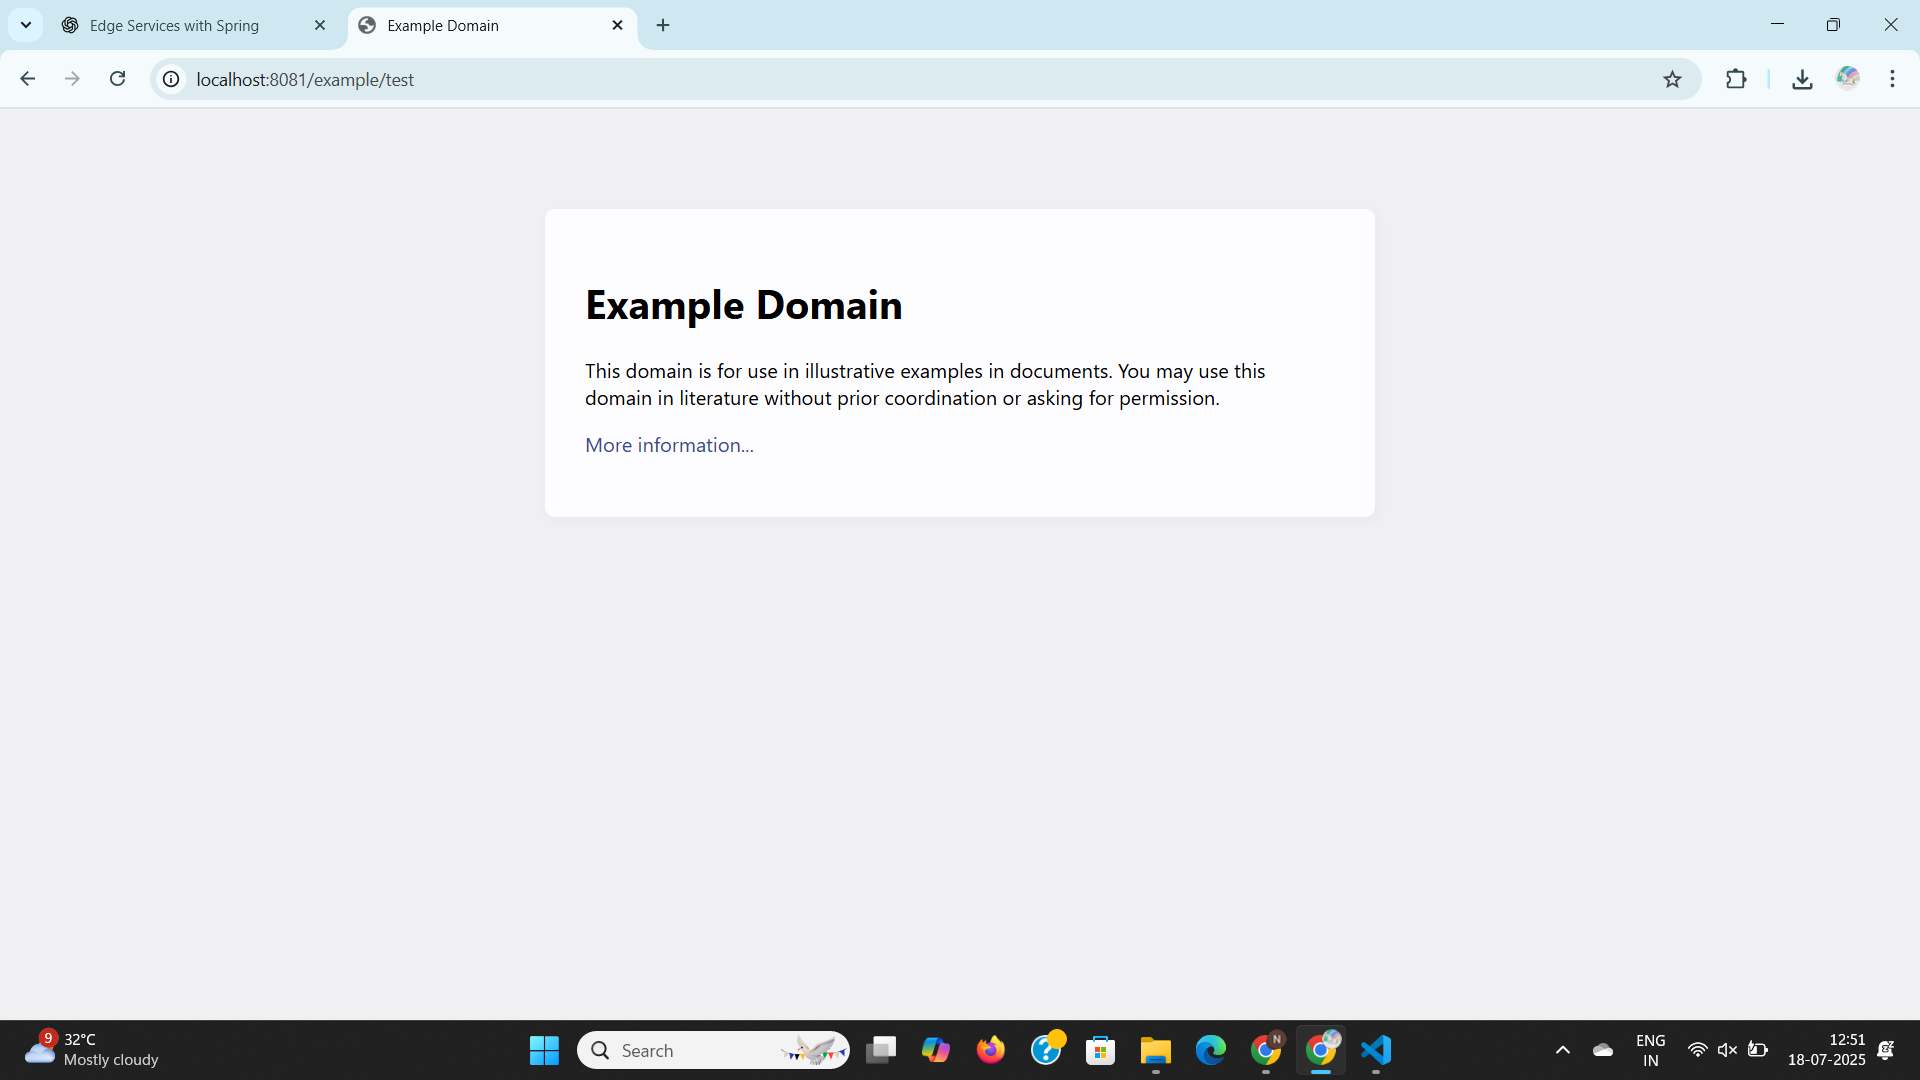 Edge Services with Spring
Example Domain
localhost:8081/example/test
Example Domain
This domain is for use in illustrative examples in documents. You may use this
domain in literature without prior coordination or asking for permission.
More information...
9
32°C
Mostly cloudy
Search
N
ENG
IN
12:51
18-07-2025